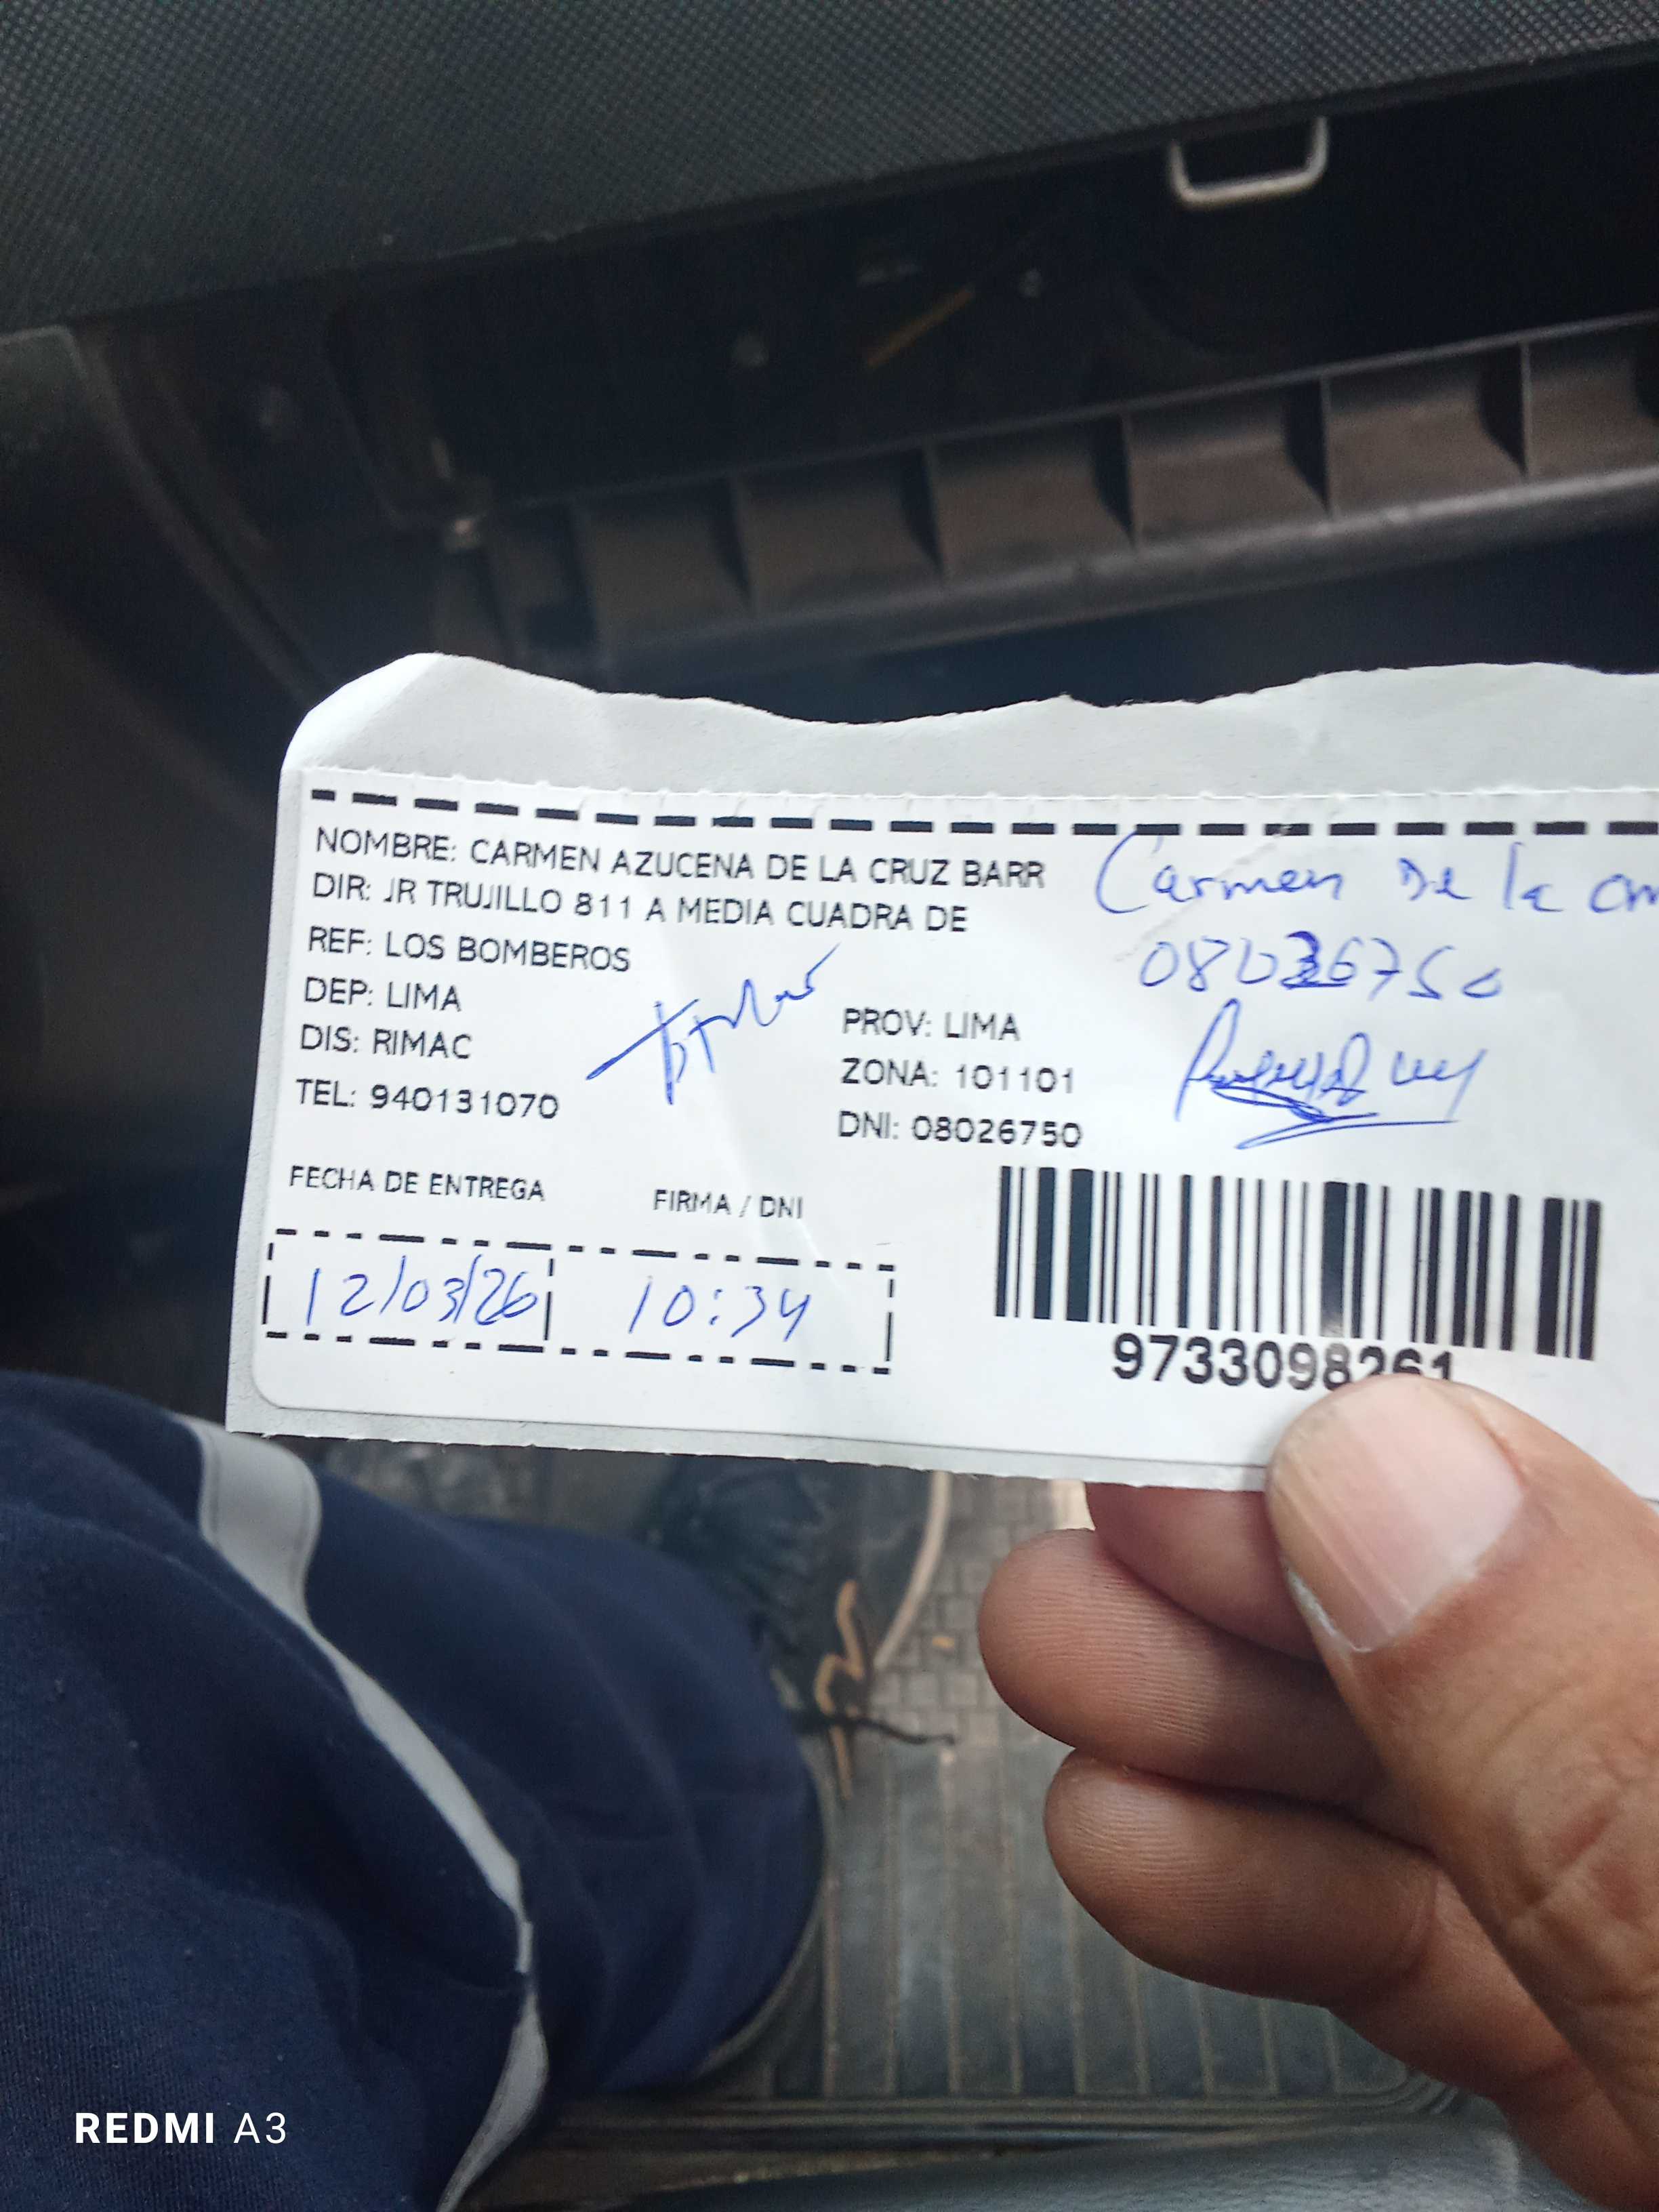 NOMBRE: CARMEN AZUCENA DE LA CRUZ BARR
Carmen De la
DIR: JR TRUJILLO 811 A MEDIA CUADRA DE
REF: LOS BOMBEROS
08026750
DEP: LIMA
PROV: LIMA
DIS: RIMAC
ZONA: 101101
TEL: 940131070
DNI: 08026750
FECHA DE ENTREGA
FIRMA / DNI
12/03/26
10:34
9733098261
REDMI A3